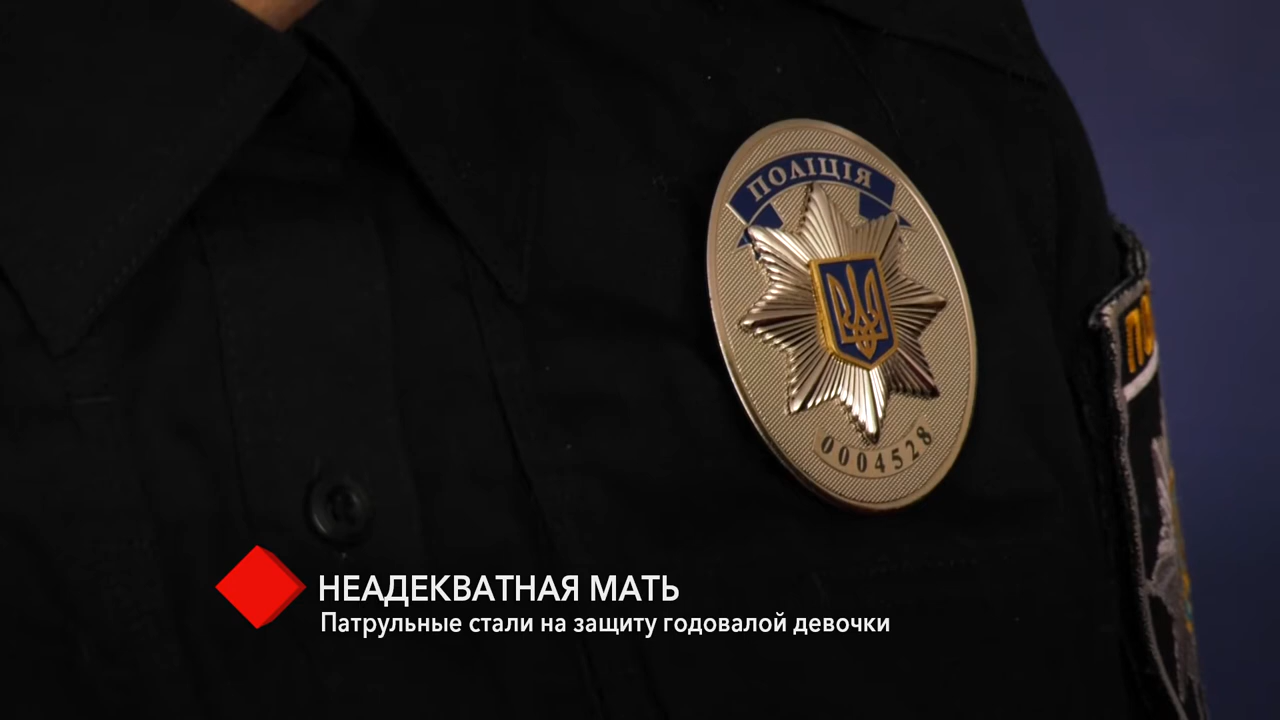 ПОЛІЦІЯ
0004528
НЕАДЕКВАТНАЯ МАТЬ
Патрульные стали на защиту годовалой девочки